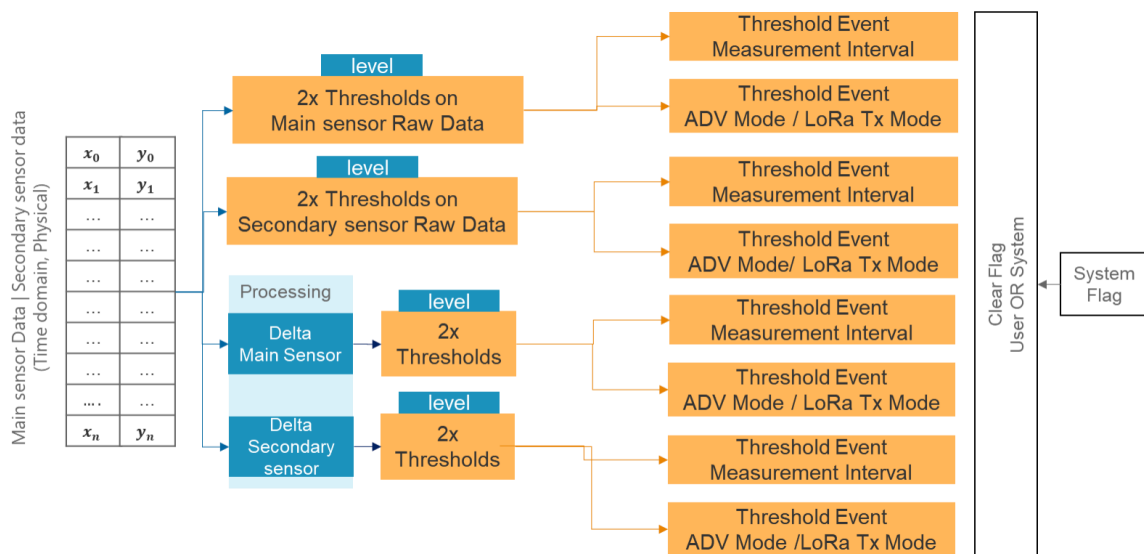 Main sensor Data | Secondary sensor data
(Time domain, Physical)
x₀ y₀
x₁ y₁
... ...
... ...
... ...
... ...
... ...
... ...
.... ...
xₙ yₙ
level
2x Thresholds on
Main sensor Raw Data
level
2x Thresholds on
Secondary sensor Raw Data
Processing
Delta
Main Sensor
level
2x
Thresholds
Delta
Secondary
sensor
level
2x
Thresholds
Threshold Event
Measurement Interval
Threshold Event
ADV Mode / LoRa Tx Mode
Threshold Event
Measurement Interval
Threshold Event
ADV Mode/ LoRa Tx Mode
Threshold Event
Measurement Interval
Threshold Event
ADV Mode / LoRa Tx Mode
Threshold Event
Measurement Interval
Threshold Event
ADV Mode /LoRa Tx Mode
Clear Flag
User OR System
System
Flag